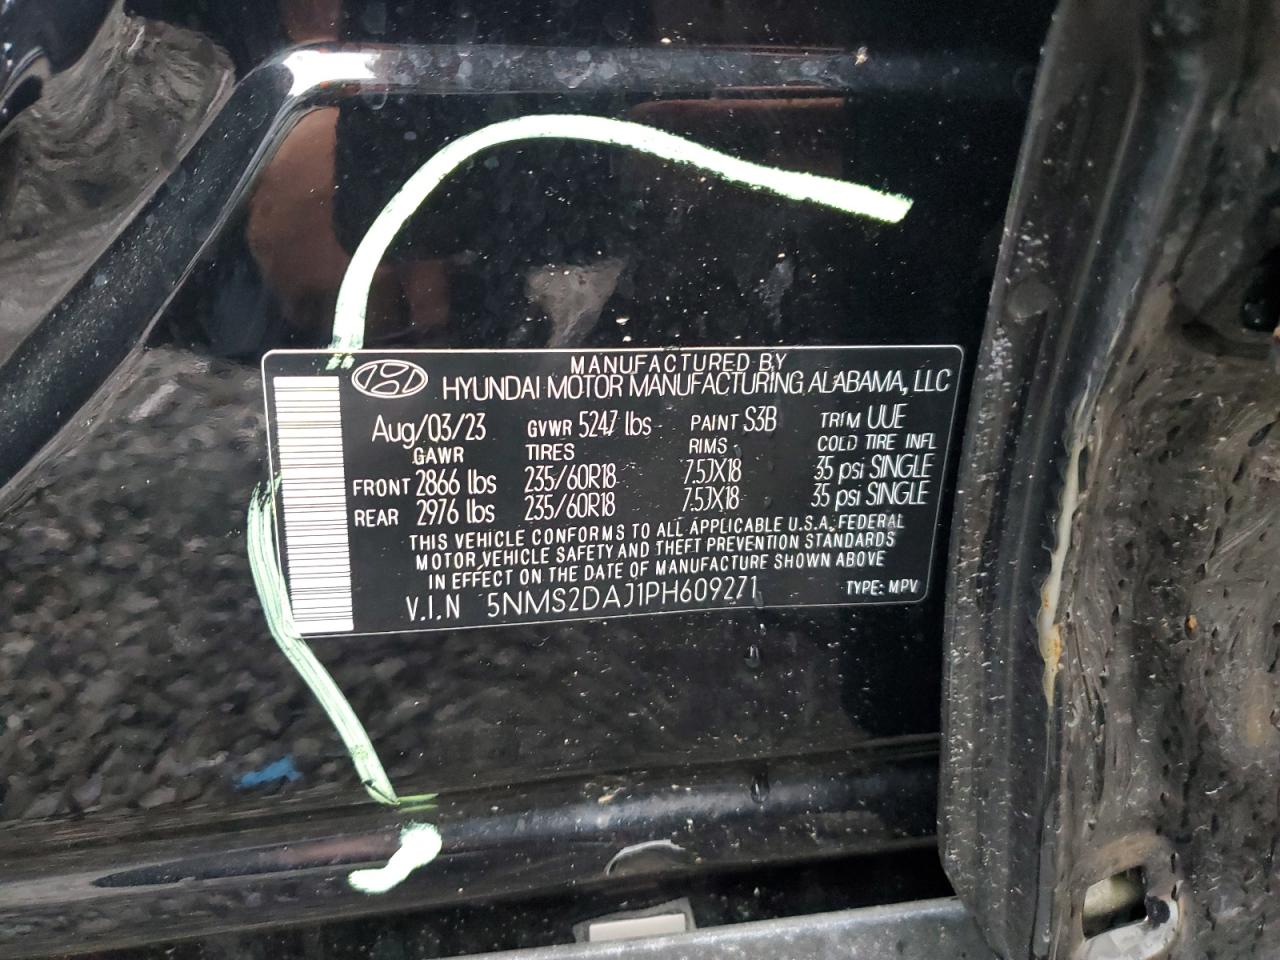 MANUFACTURED BY
HYUNDAI MOTOR MANUFACTURING ALABAMA, LLC
Aug/03/23 GVWR 5247 lbs PAINT S3B TRIM UUE
GAWR TIRES RIMS COLD TIRE INFL
FRONT 2866 lbs 235/60R18 7.5JX18 35 psi SINGLE
REAR 2976 lbs 235/60R18 7.5JX18 35 psi SINGLE
THIS VEHICLE CONFORMS TO ALL APPLICABLE U.S.A. FEDERAL
MOTOR VEHICLE SAFETY AND THEFT PREVENTION STANDARDS
IN EFFECT ON THE DATE OF MANUFACTURE SHOWN ABOVE
V.I.N 5NMS2DAJ1PH609271 TYPE: MPV